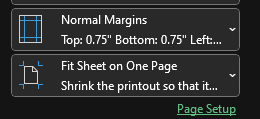 Normal Margins
Top: 0.75" Bottom: 0.75" Left:...
Fit Sheet on One Page
Shrink the printout so that it...
Page Setup